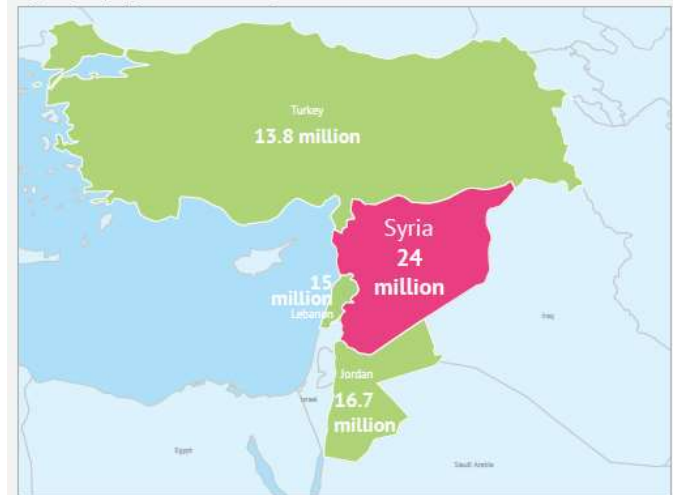 Turkey
13.8 million
Syria
24
million
15
million
Lebanon
Iraq
Jordan
Israel
16.7
million
Egypt
Saudi Arabia